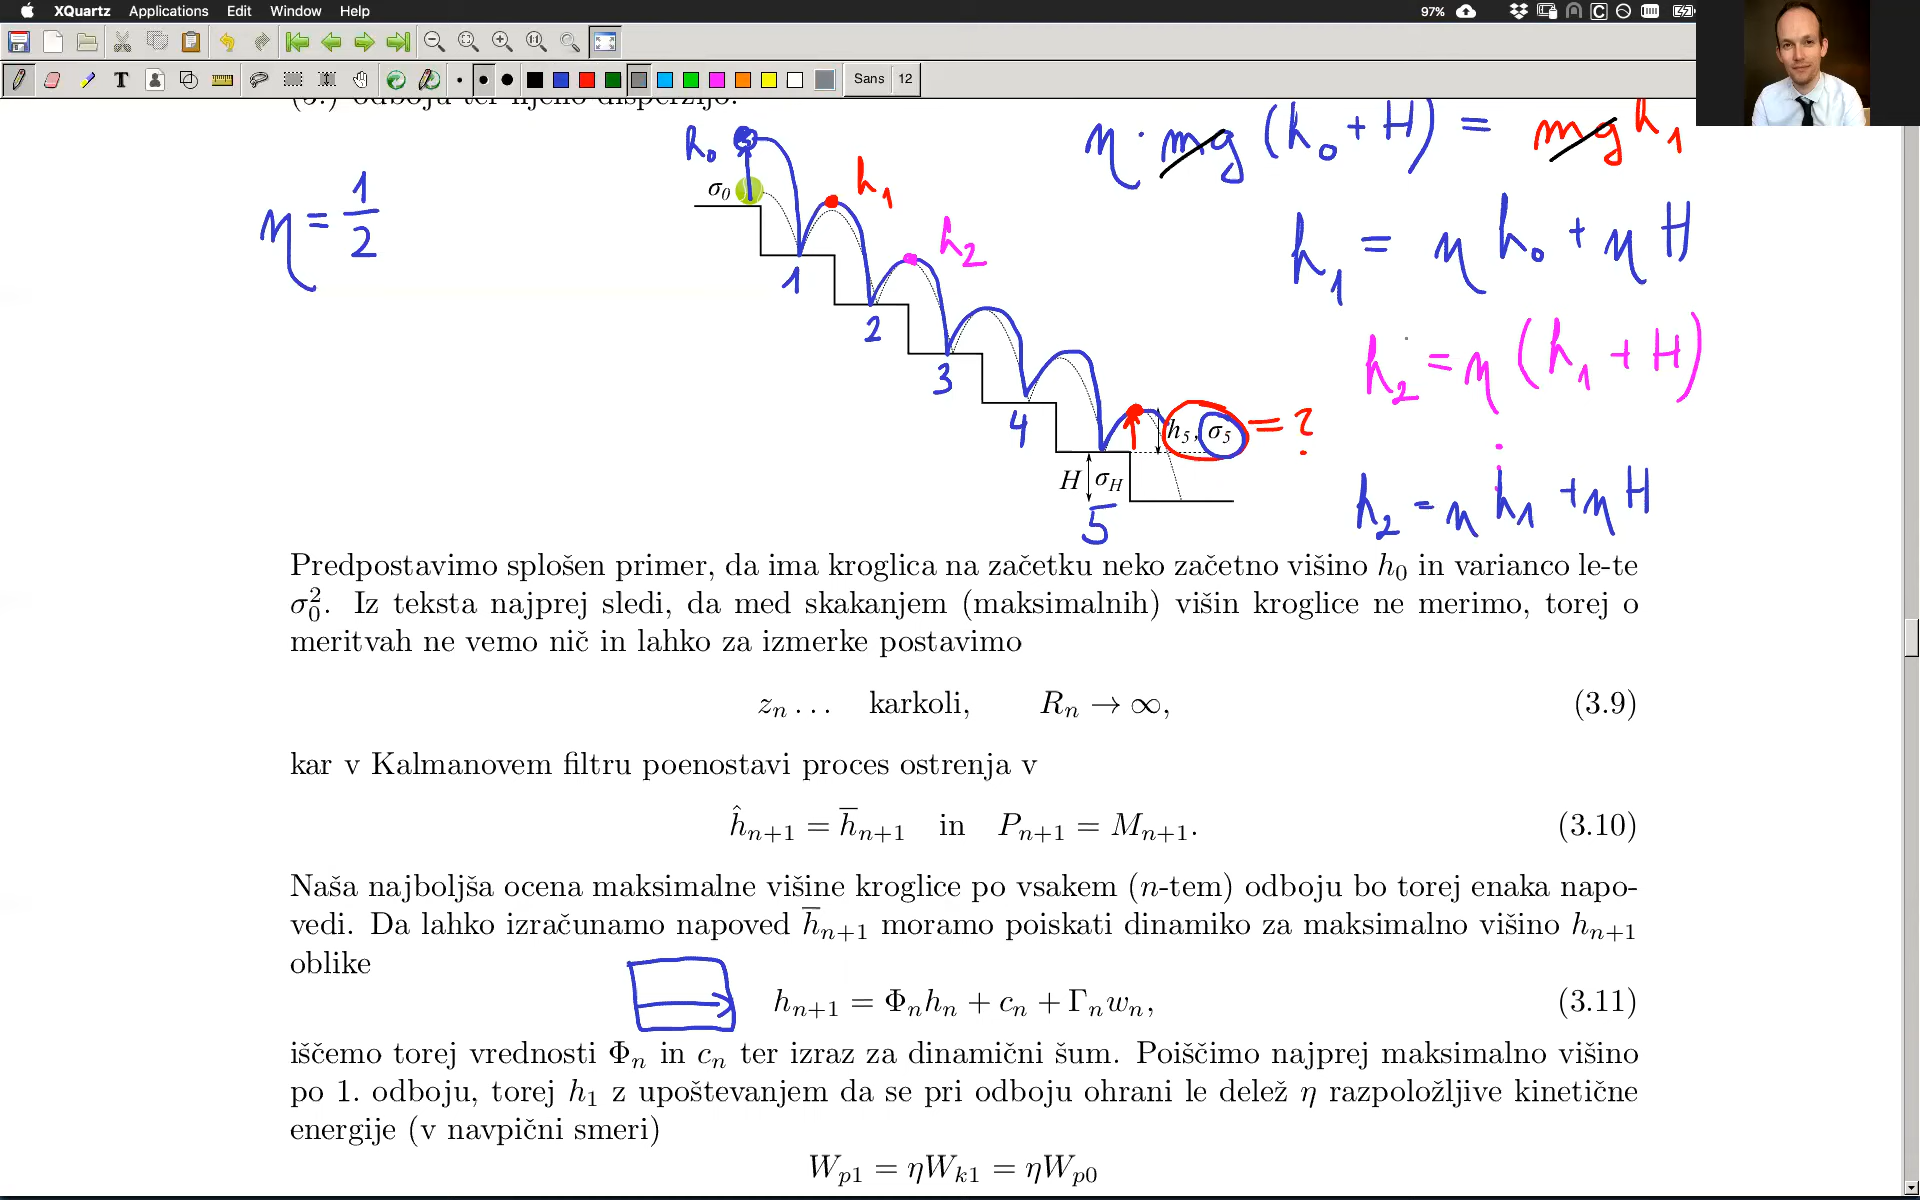 XQuartz Applications Edit Window Help 97%
Sans 12
(5.) odboju ter njeno disperzijo.
h₀
σ₀
h₁
h₂
1
2
3
4
5
H σ_H
h₅, σ₅ = ?
η = 1/2
η · mg (h₀ + H) = mg h₁
h₁ = η h₀ + η H
h₂ = η (h₁ + H)
h₂ = η h₁ + η H
Predpostavimo splošen primer, da ima kroglica na začetku neko začetno višino h₀ in varianco le-te
σ₀². Iz teksta najprej sledi, da med skakanjem (maksimalnih) višin kroglice ne merimo, torej o
meritvah ne vemo nič in lahko za izmerke postavimo
zₙ … karkoli, Rₙ → ∞, (3.9)
kar v Kalmanovem filtru poenostavi proces ostrenja v
ĥₙ₊₁ = h̅ₙ₊₁ in Pₙ₊₁ = Mₙ₊₁. (3.10)
Naša najboljša ocena maksimalne višine kroglice po vsakem (n-tem) odboju bo torej enaka napo-
vedi. Da lahko izračunamo napoved h̅ₙ₊₁ moramo poiskati dinamiko za maksimalno višino hₙ₊₁
oblike
hₙ₊₁ = Φₙhₙ + cₙ + Γₙwₙ, (3.11)
iščemo torej vrednosti Φₙ in cₙ ter izraz za dinamični šum. Poiščimo najprej maksimalno višino
po 1. odboju, torej h₁ z upoštevanjem da se pri odboju ohrani le delež η razpoložljive kinetične
energije (v navpični smeri)
W_p1 = ηW_k1 = ηW_p0